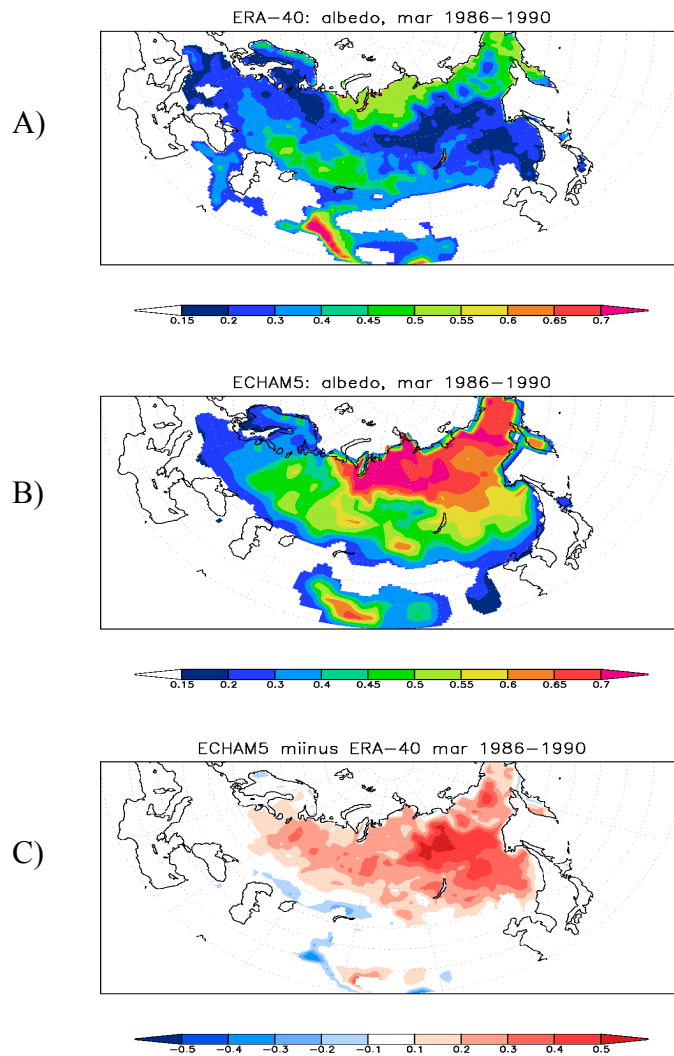 ERA-40: albedo, mar 1986-1990
A)
0.15 0.2 0.3 0.4 0.45 0.5 0.55 0.6 0.65 0.7
ECHAM5: albedo, mar 1986-1990
B)
0.15 0.2 0.3 0.4 0.45 0.5 0.55 0.6 0.65 0.7
ECHAM5 miinus ERA-40 mar 1986-1990
C)
-0.5 -0.4 -0.3 -0.2 -0.1 0.1 0.2 0.3 0.4 0.5